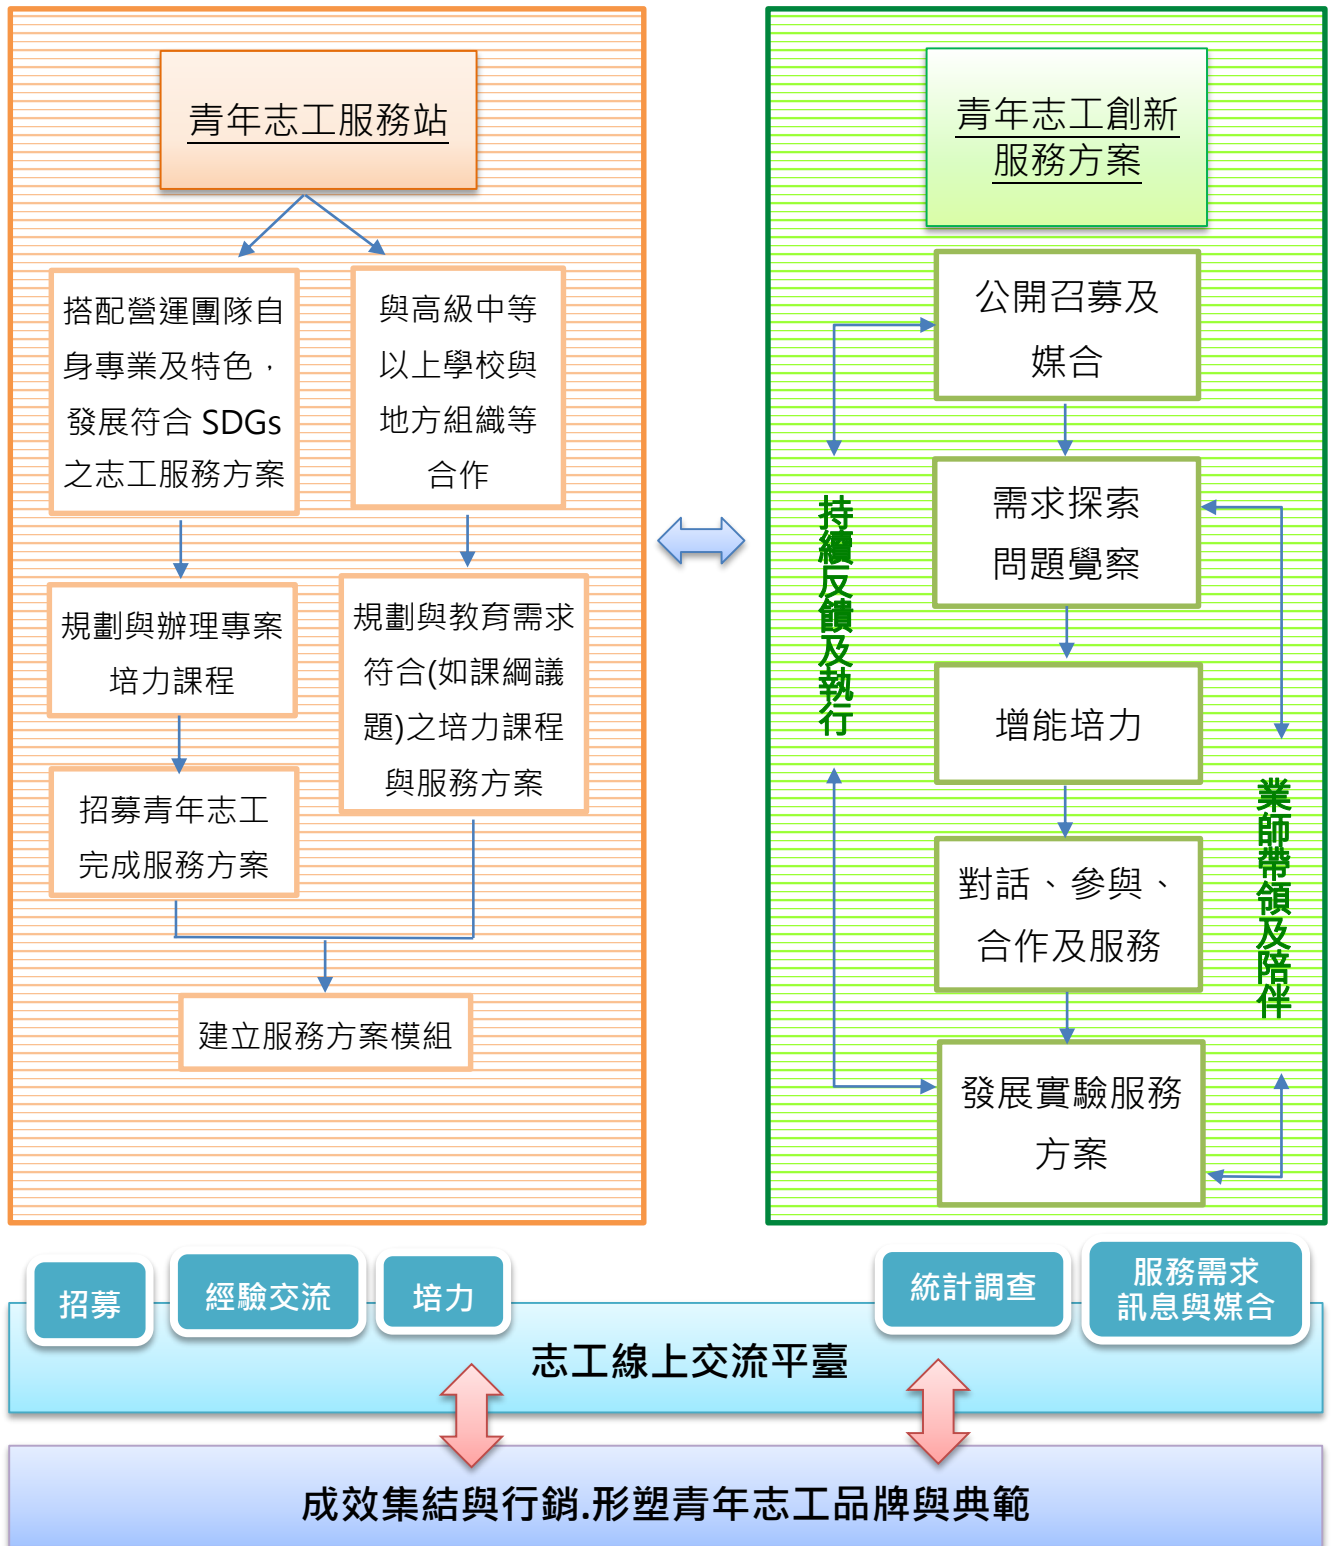 青年志工服務站
搭配營運團隊自
身專業及特色，
發展符合 SDGs
之志工服務方案
與高級中等
以上學校與
地方組織等
合作
規劃與辦理專案
培力課程
規劃與教育需求
符合(如課綱議
題)之培力課程
與服務方案
招募青年志工
完成服務方案
建立服務方案模組
青年志工創新
服務方案
公開召募及
媒合
需求探索
問題覺察
增能培力
對話、參與、
合作及服務
發展實驗服務
方案
持續反饋及執行
業師帶領及陪伴
招募
經驗交流
培力
統計調查
服務需求
訊息與媒合
志工線上交流平臺
成效集結與行銷.形塑青年志工品牌與典範